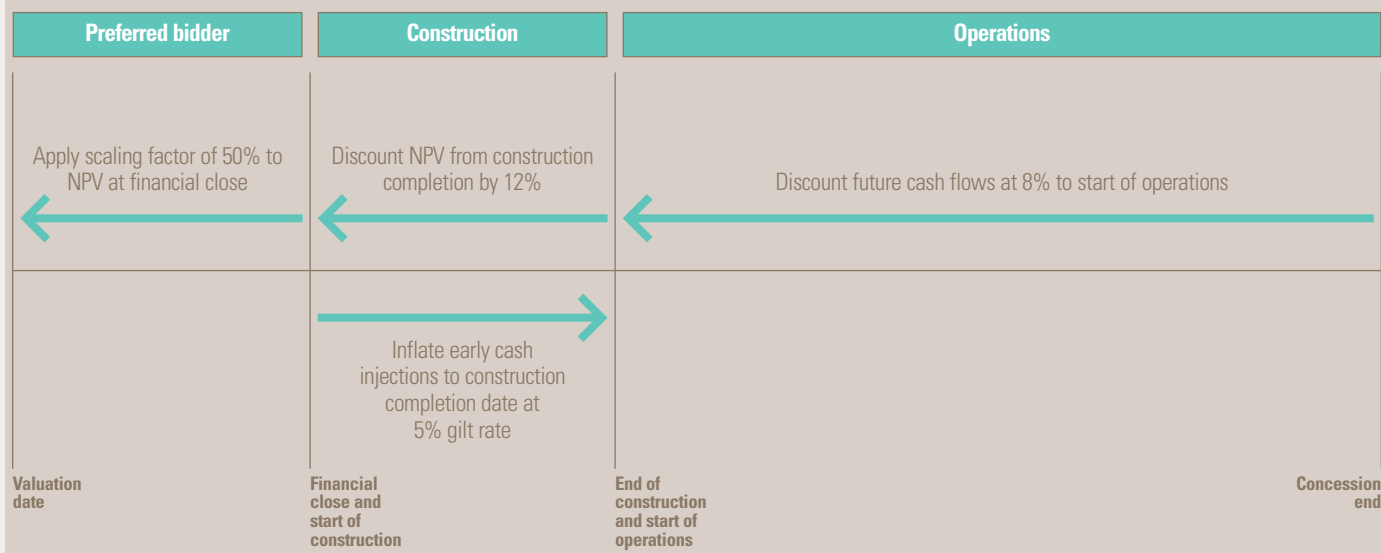 Preferred bidder
Construction
Operations
Apply scaling factor of 50% to
NPV at financial close
Discount NPV from construction
completion by 12%
Discount future cash flows at 8% to start of operations
Inflate early cash
injections to construction
completion date at
5% gilt rate
Valuation
date
Financial
close and
start of
construction
End of
construction
and start of
operations
Concession
end